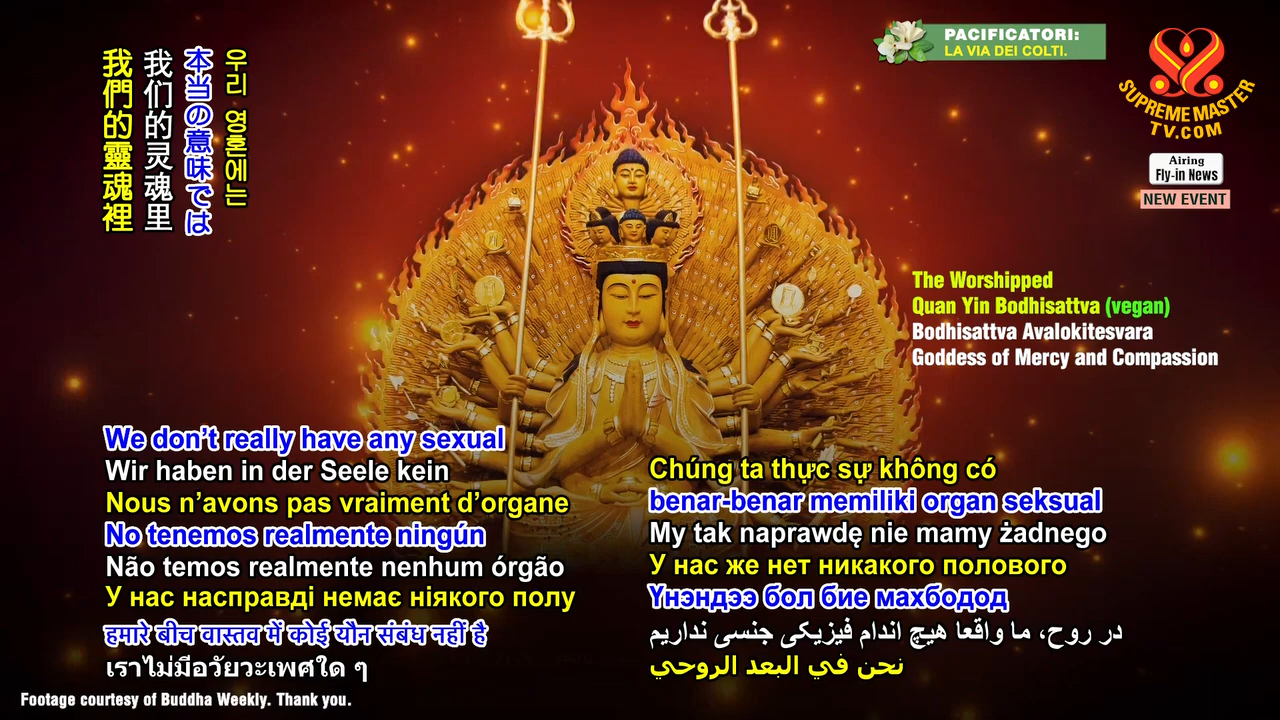 PACIFICATORI:
LA VIA DEI COLTI.
SUPREME MASTER
TV.COM
Airing
Fly-in News
NEW EVENT
우리 영혼에는
本当の意味では
我们的灵魂里
我們的靈魂裡
The Worshipped
Quan Yin Bodhisattva (vegan)
Bodhisattva Avalokitesvara
Goddess of Mercy and Compassion
We don't really have any sexual
Wir haben in der Seele kein
Nous n'avons pas vraiment d'organe
No tenemos realmente ningún
Não temos realmente nenhum órgão
У нас насправді немає ніякого полу
हमारे बीच वास्तव में कोई यौन संबंध नहीं है
เราไม่มีอวัยวะเพศใด ๆ
Chúng ta thực sự không có
benar-benar memiliki organ seksual
My tak naprawdę nie mamy żadnego
У нас же нет никакого полового
Үнэндээ бол бие махбодод
در روح، ما واقعا هیچ اندام فیزیکی جنسی نداریم
نحن في البعد الروحي
Footage courtesy of Buddha Weekly. Thank you.